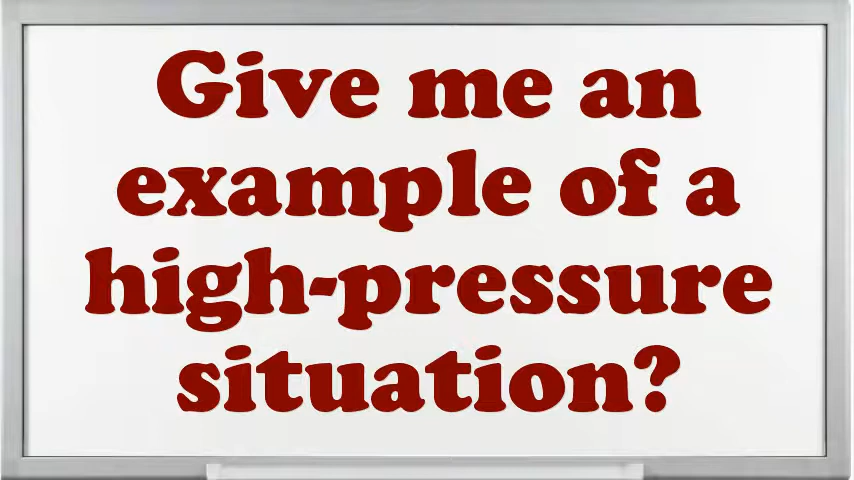 Give me an
example of a
high-pressure
situation?